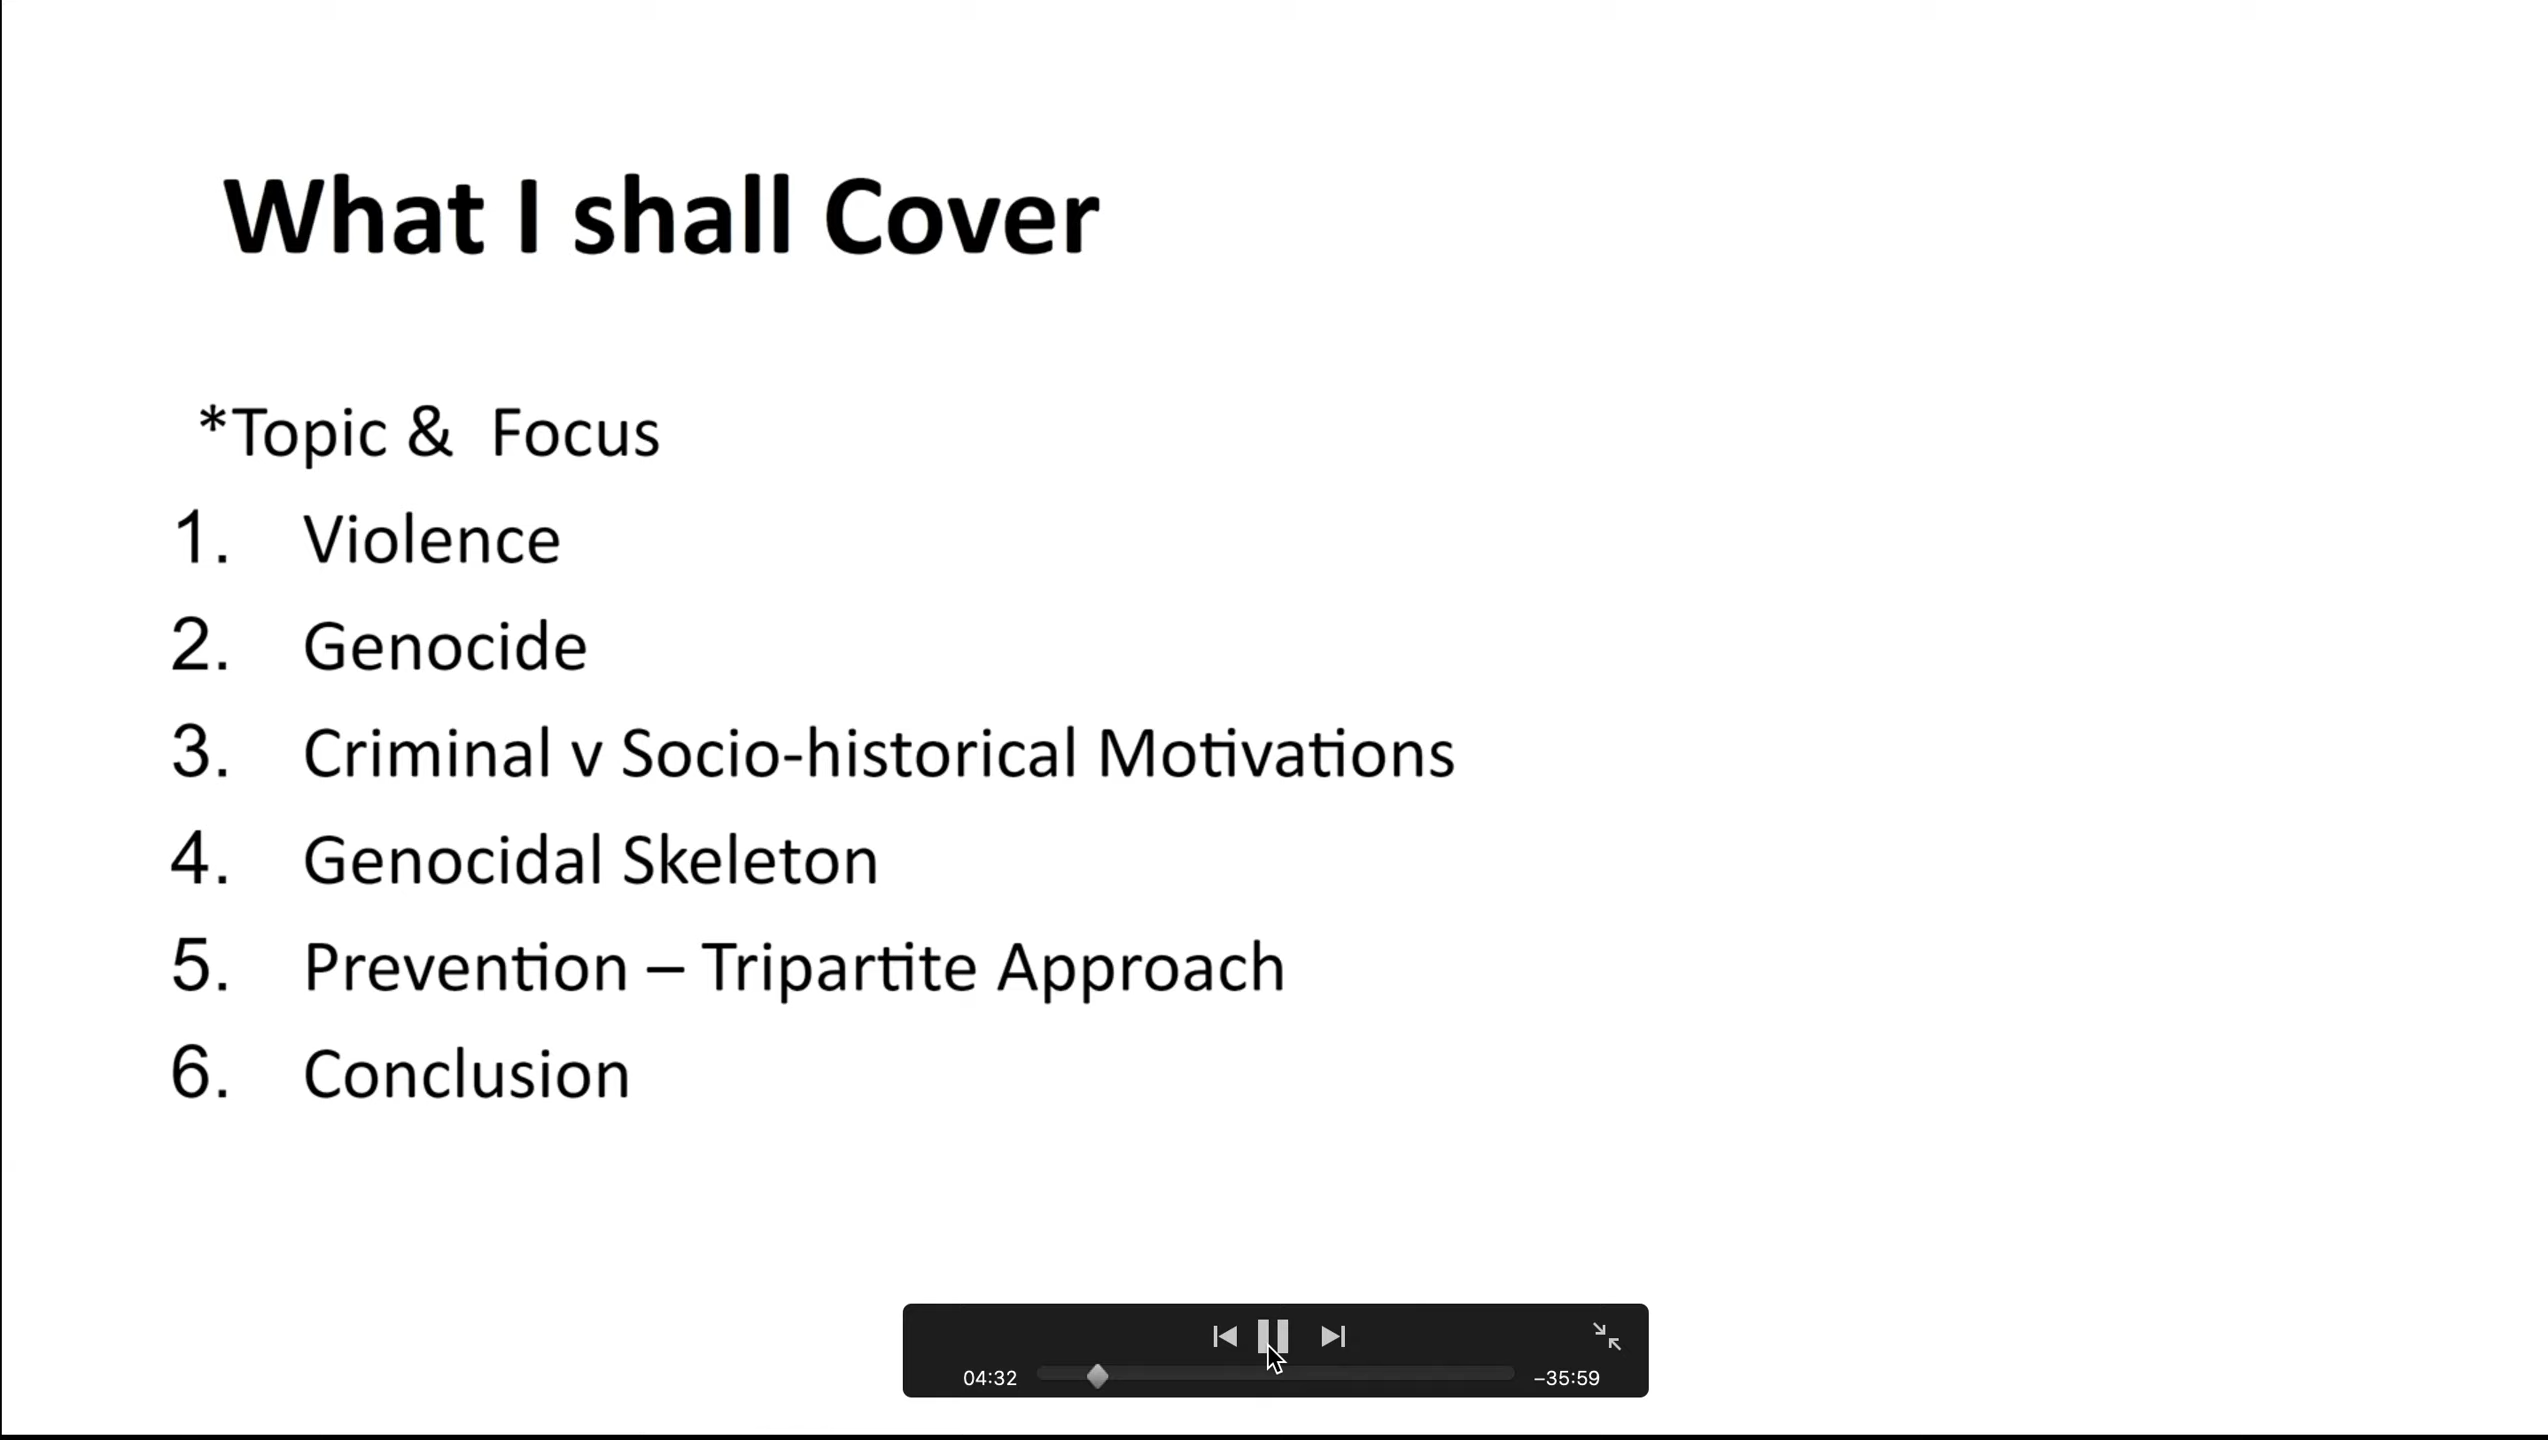 What I shall Cover
*Topic &  Focus
1. Violence
2. Genocide
3. Criminal v Socio-historical Motivations
4. Genocidal Skeleton
5. Prevention – Tripartite Approach
6. Conclusion
04:32
–35:59